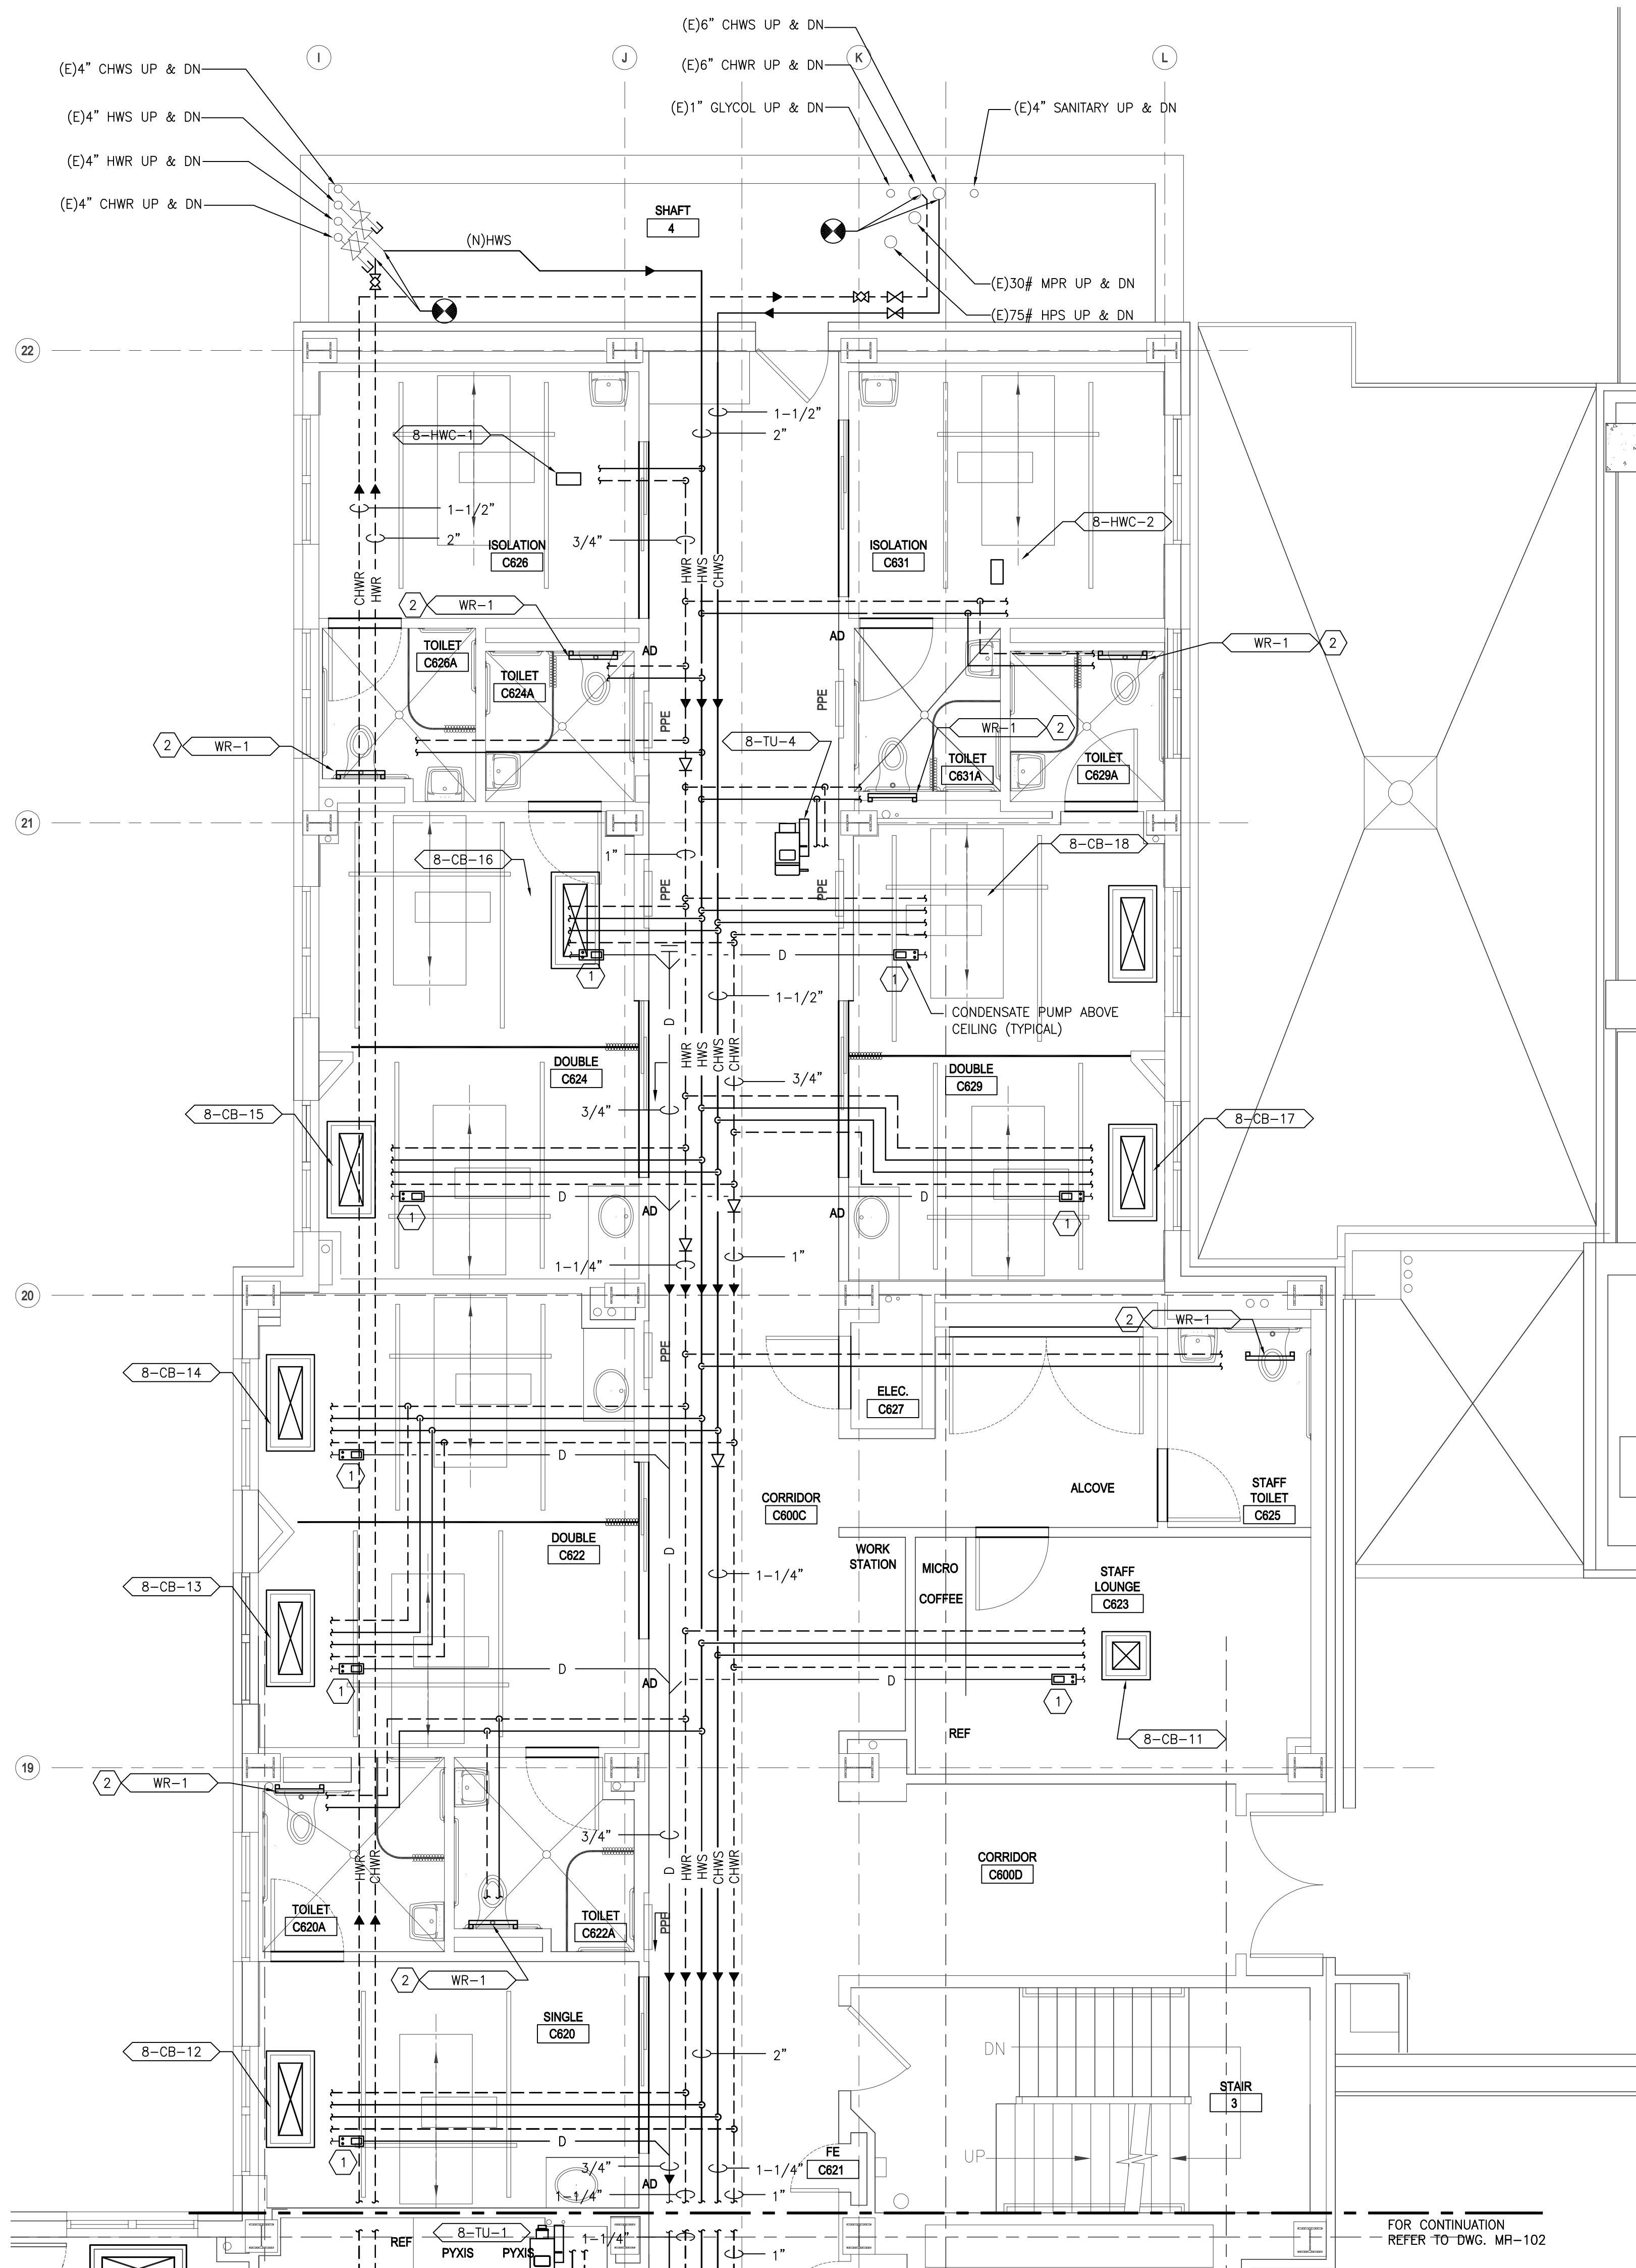 (E)6" CHWS UP & DN
(E)4" CHWS UP & DN
I
J
K
L
(E)6" CHWR UP & DN
(E)4" HWS UP & DN
(E)1" GLYCOL UP & DN
(E)4" SANITARY UP & DN
(E)4" HWR UP & DN
(E)4" CHWR UP & DN
SHAFT
4
(N)HWS
(E)30# MPR UP & DN
(E)75# HPS UP & DN
22
1-1/2"
2"
8-HWC-1
1-1/2"
2"
ISOLATION
C626
3/4"
ISOLATION
C631
8-HWC-2
CHWR
HWR
HWR
HWS
CHWS
2
WR-1
AD
AD
TOILET
C626A
TOILET
C624A
WR-1
2
PPE
PPE
2
WR-1
8-TU-4
WR-1
2
TOILET
C631A
TOILET
C629A
21
8-CB-16
1"
PPE
PPE
8-CB-18
D
1
1
1-1/2"
CONDENSATE PUMP ABOVE
CEILING (TYPICAL)
D
HWR
HWS
CHWS
CHWR
DOUBLE
C624
DOUBLE
C629
3/4"
3/4"
8-CB-15
8-CB-17
D
D
1
1
AD
AD
1-1/4"
1"
20
2
WR-1
PPE
8-CB-14
ELEC.
C627
D
1
ALCOVE
STAFF
TOILET
C625
CORRIDOR
C600C
DOUBLE
C622
D
WORK
STATION
MICRO
COFFEE
STAFF
LOUNGE
C623
8-CB-13
1-1/4"
D
1
AD
D
1
REF
8-CB-11
19
2
WR-1
3/4"
HWR
CHWR
D
HWR
HWS
CHWS
CHWR
CORRIDOR
C600D
TOILET
C620A
TOILET
C622A
PPE
2
WR-1
SINGLE
C620
8-CB-12
2"
DN
STAIR
3
D
1
FE
C621
UP
3/4"
AD
1-1/4"
1-1/4"
1"
8-TU-1
REF
PYXIS
PYXIS
1-1/4"
1"
FOR CONTINUATION
REFER TO DWG. MH-102